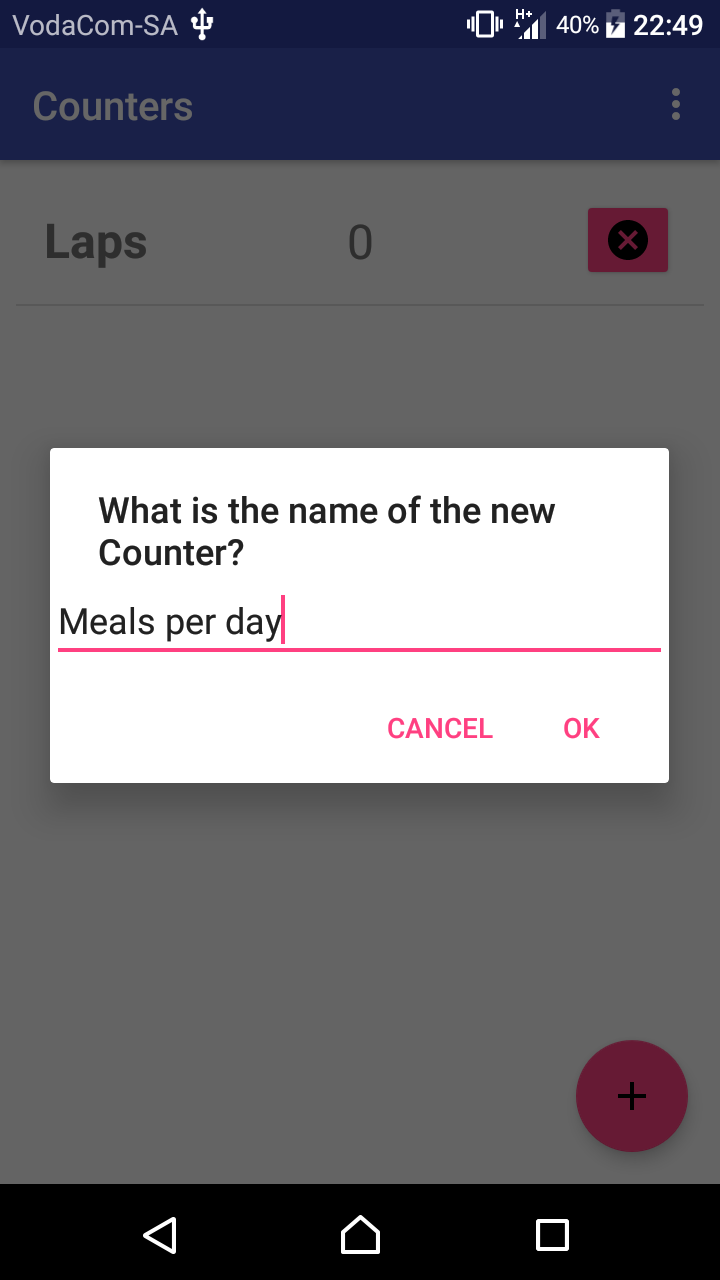 VodaCom-SA H+ 40% 22:49
Counters
Laps 0
What is the name of the new
Counter?
Meals per day
CANCEL OK